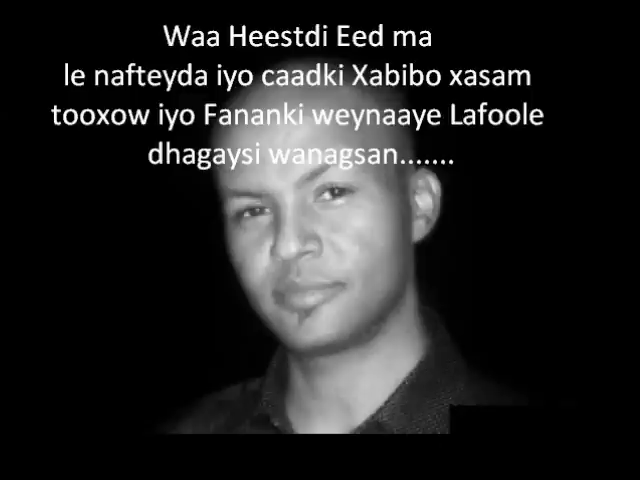 Waa Heestdi Eed ma
le nafteyda iyo caadki Xabibo xasam
tooxow iyo Fananki weynaaye Lafoole
dhagaysi wanagsan.......